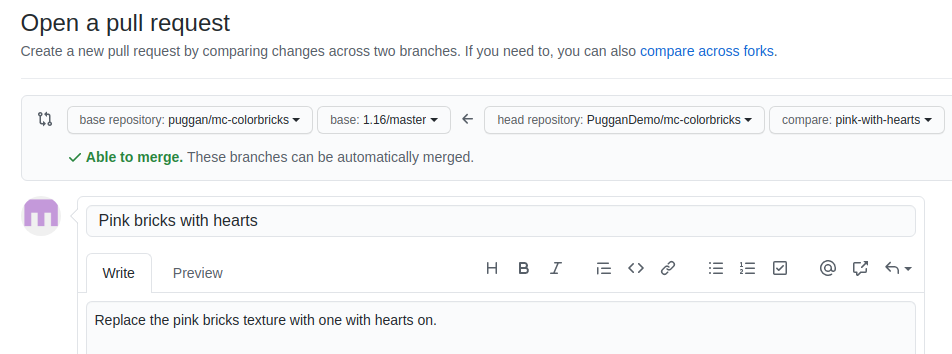 Open a pull request
Create a new pull request by comparing changes across two branches. If you need to, you can also compare across forks.
base repository: puggan/mc-colorbricks base: 1.16/master head repository: PugganDemo/mc-colorbricks compare: pink-with-hearts
Able to merge. These branches can be automatically merged.
Pink bricks with hearts
Write Preview
Replace the pink bricks texture with one with hearts on.